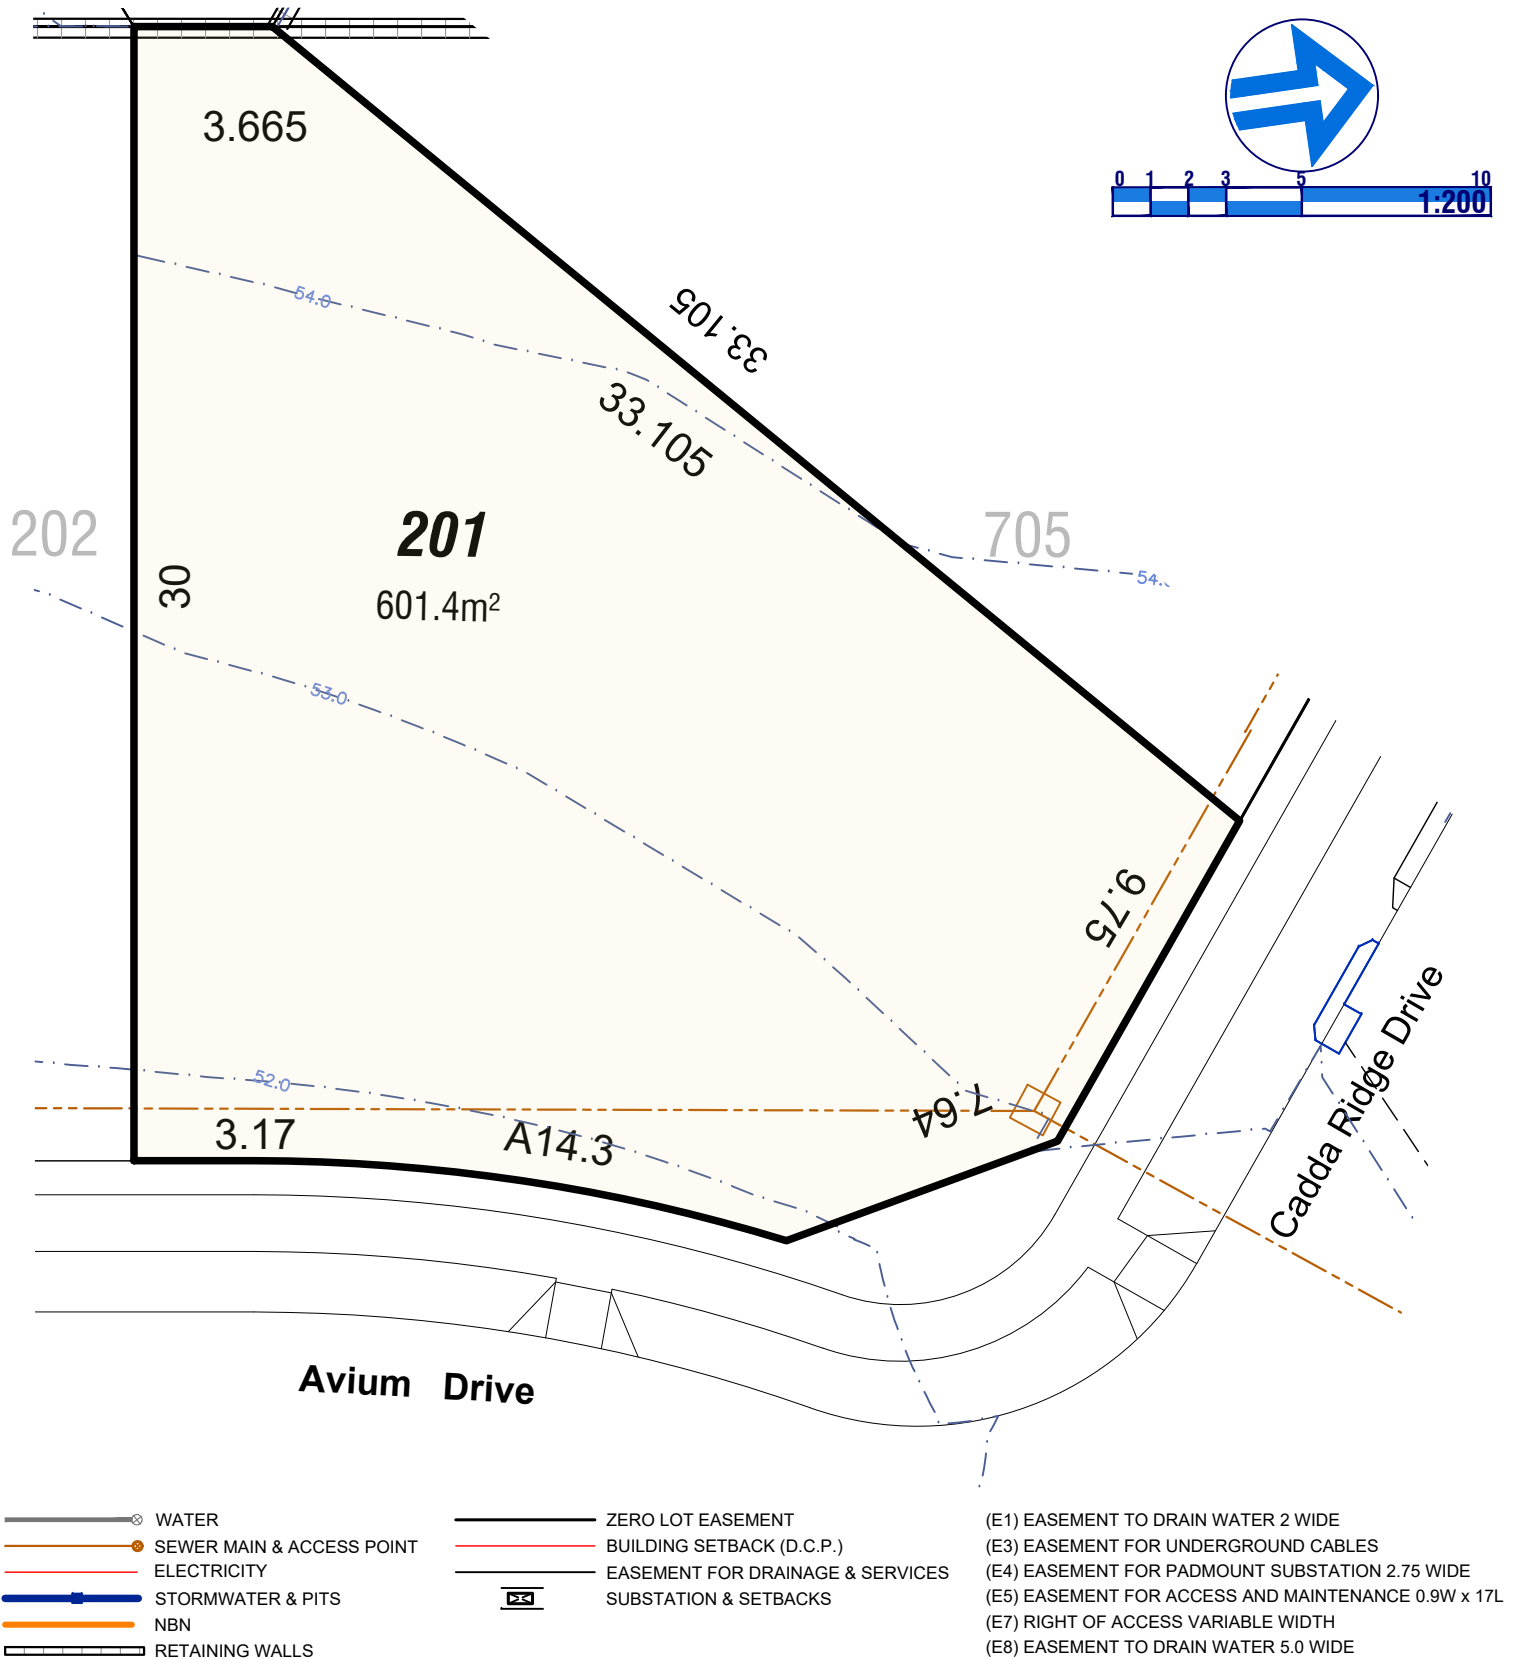 3.665
0 1 2 3 5 10
1:200
54.0
33.105
33.105
202
201
705
30
601.4m²
53.0
9.75
7.64
52.0
3.17
A14.3
Cadda Ridge Drive
Avium Drive
WATER
SEWER MAIN & ACCESS POINT
ELECTRICITY
STORMWATER & PITS
NBN
RETAINING WALLS
ZERO LOT EASEMENT
BUILDING SETBACK (D.C.P.)
EASEMENT FOR DRAINAGE & SERVICES
SUBSTATION & SETBACKS
(E1) EASEMENT TO DRAIN WATER 2 WIDE
(E3) EASEMENT FOR UNDERGROUND CABLES
(E4) EASEMENT FOR PADMOUNT SUBSTATION 2.75 WIDE
(E5) EASEMENT FOR ACCESS AND MAINTENANCE 0.9W x 17L
(E7) RIGHT OF ACCESS VARIABLE WIDTH
(E8) EASEMENT TO DRAIN WATER 5.0 WIDE